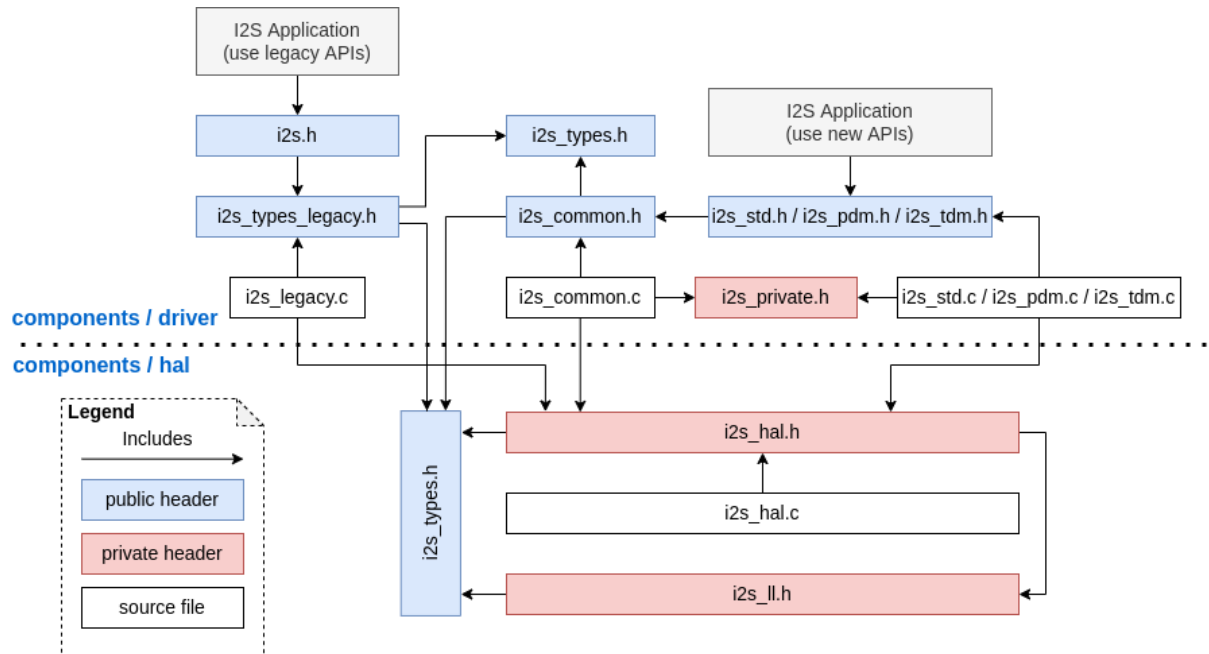 I2S Application
(use legacy APIs)
I2S Application
(use new APIs)
i2s.h
i2s_types.h
i2s_types_legacy.h
i2s_common.h
i2s_std.h / i2s_pdm.h / i2s_tdm.h
i2s_legacy.c
i2s_common.c
i2s_private.h
i2s_std.c / i2s_pdm.c / i2s_tdm.c
components / driver
components / hal
Legend
Includes
public header
private header
source file
i2s_types.h
i2s_hal.h
i2s_hal.c
i2s_ll.h